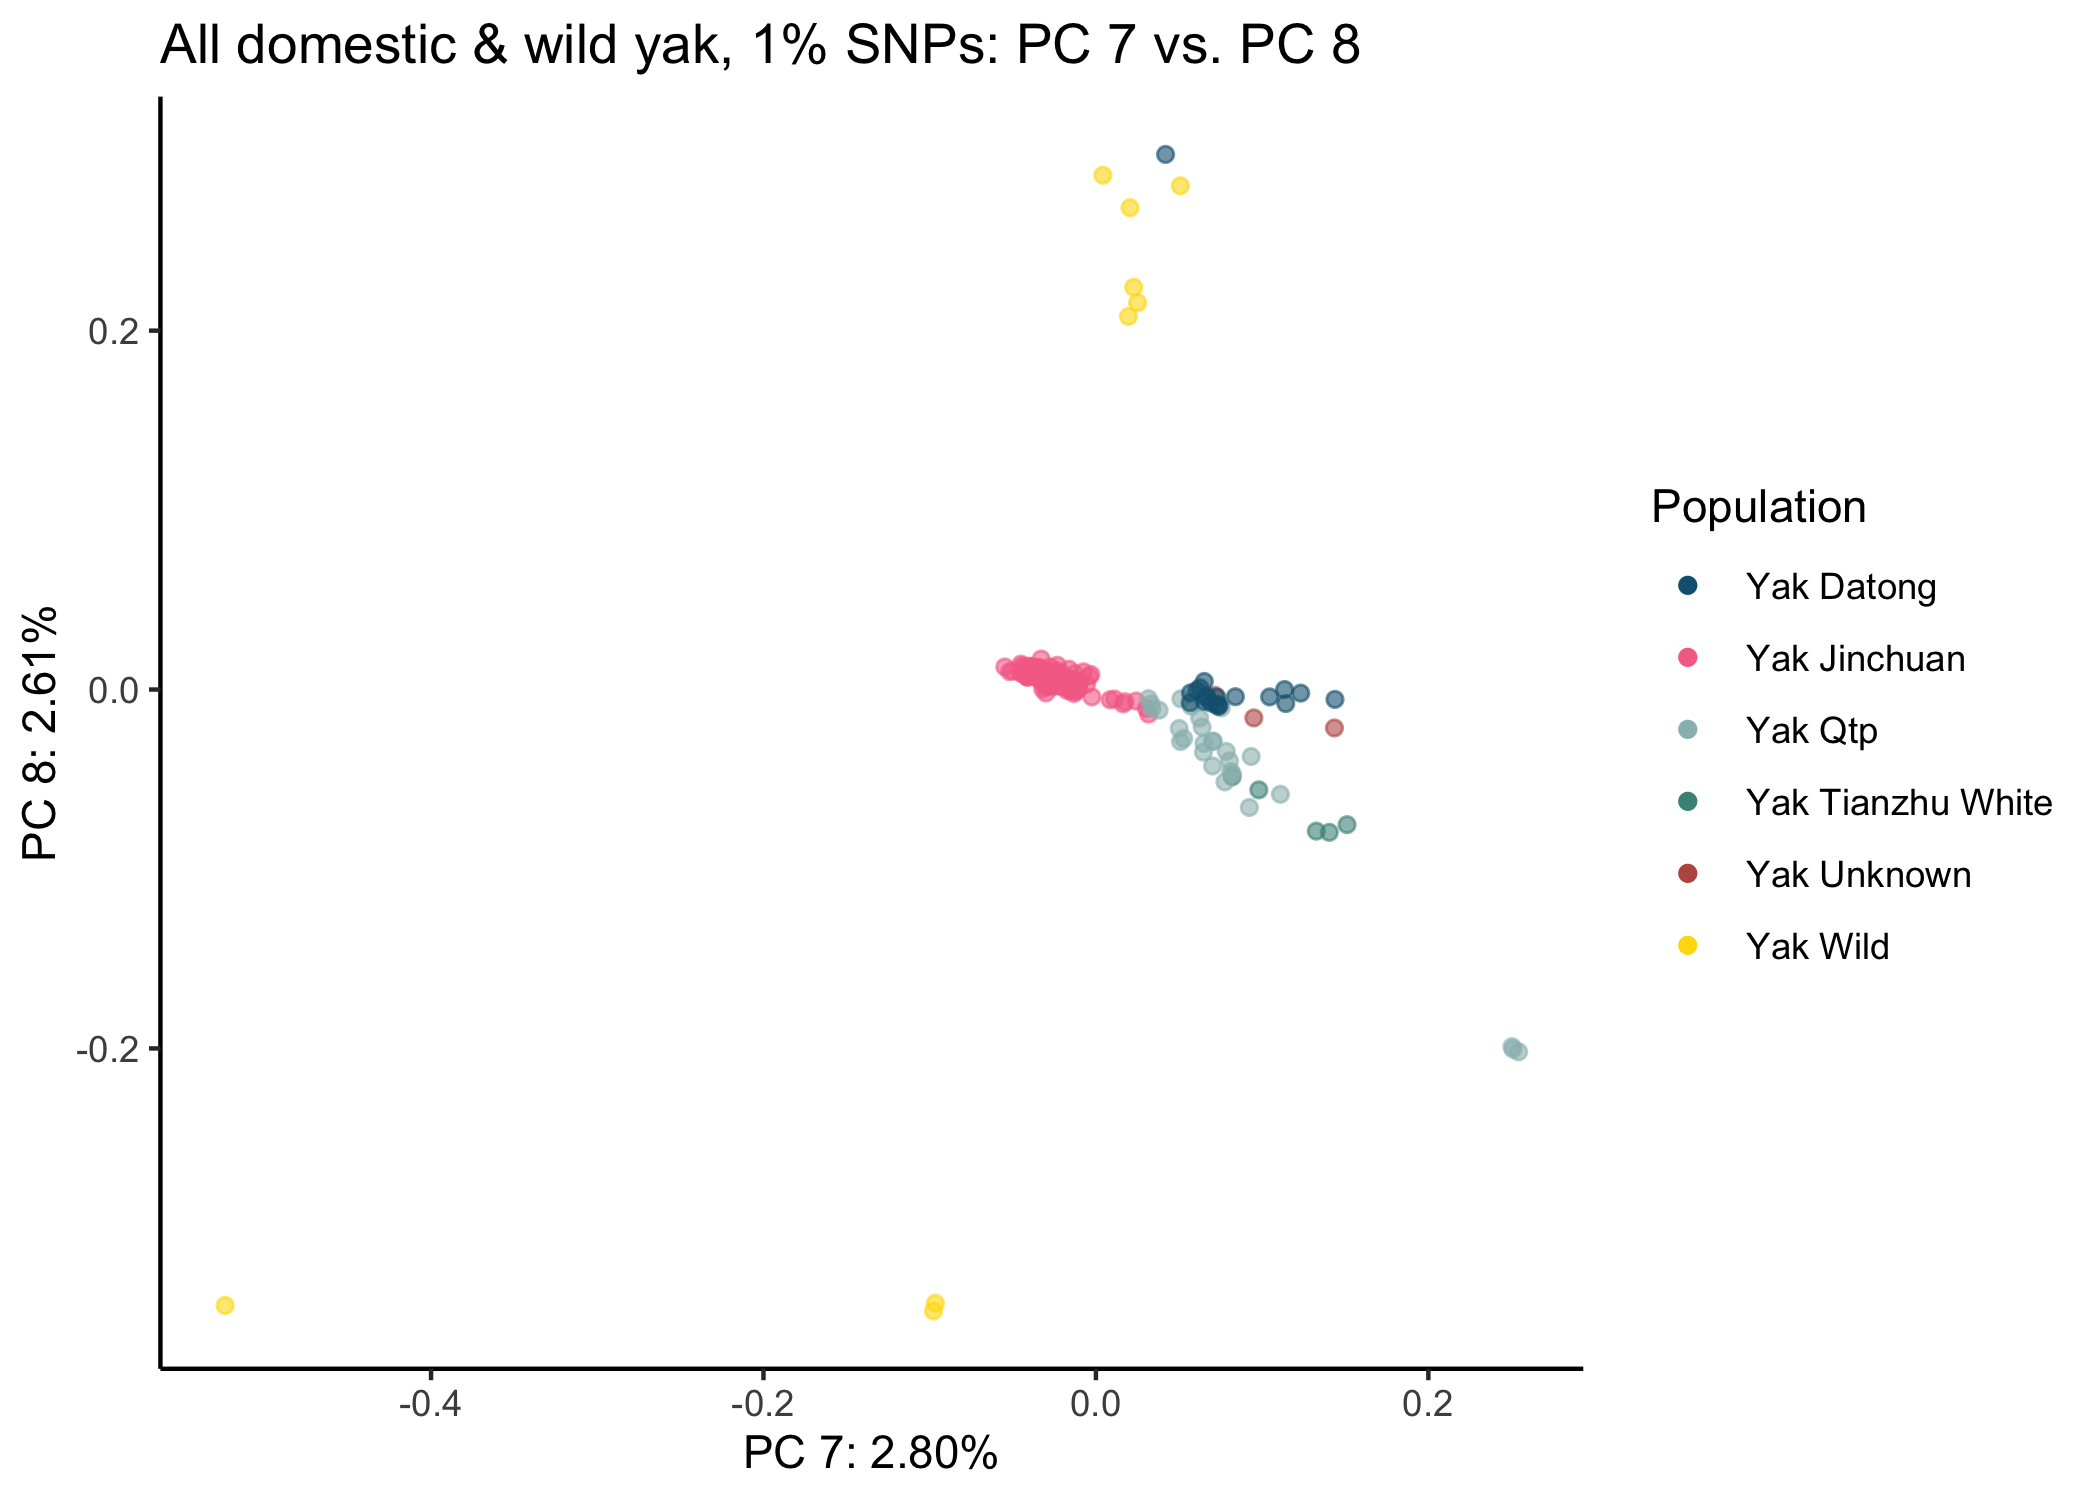 All domestic & wild yak, 1% SNPs: PC 7 vs. PC 8
PC 8: 2.61%
0.2
0.0
-0.2
-0.4
-0.2
0.0
0.2
PC 7: 2.80%
Population
Yak Datong
Yak Jinchuan
Yak Qtp
Yak Tianzhu White
Yak Unknown
Yak Wild